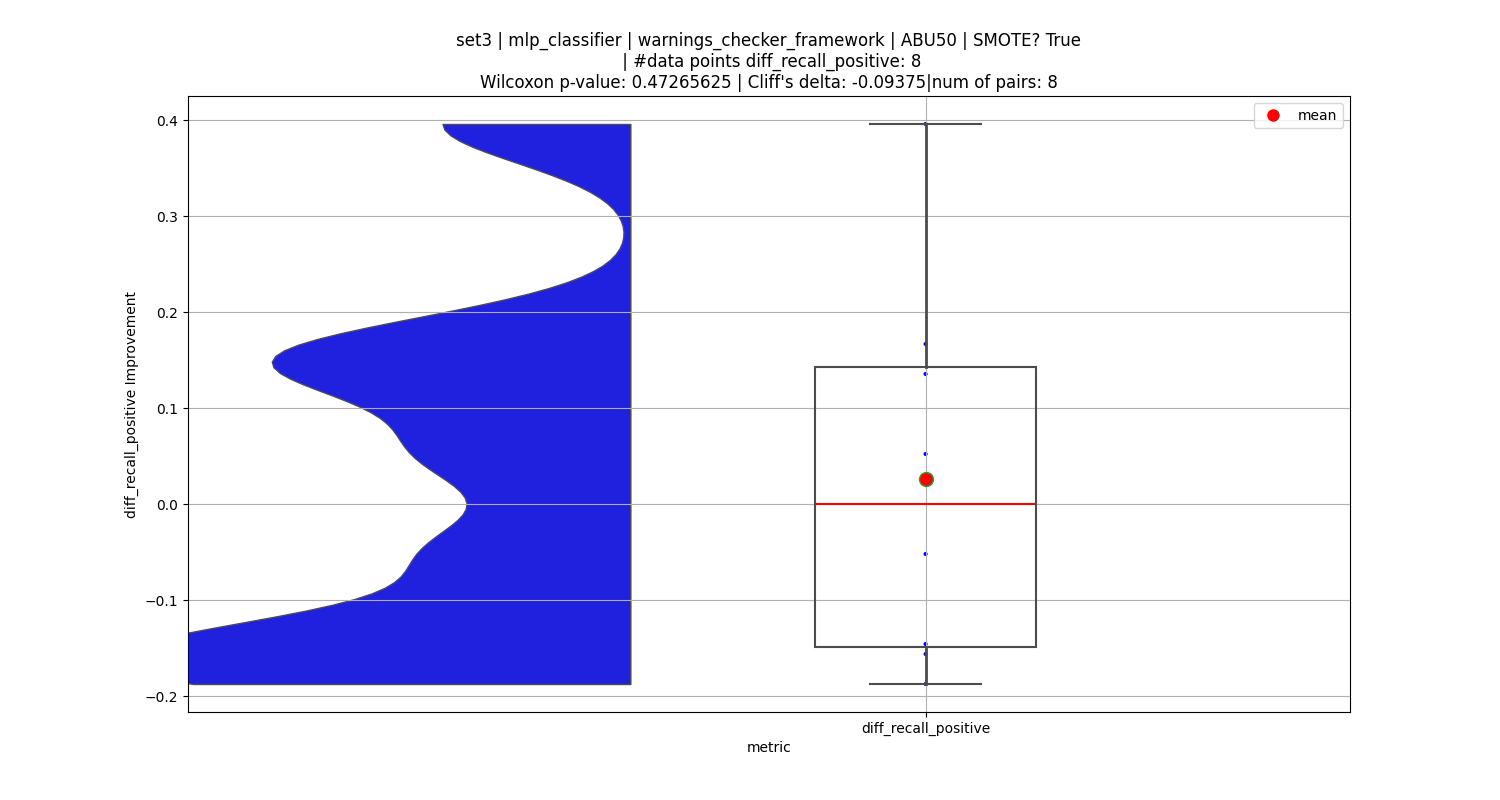 set3 | mlp_classifier | warnings_checker_framework | ABU50 | SMOTE? True
| #data points diff_recall_positive: 8
Wilcoxon p-value: 0.47265625 | Cliff's delta: -0.09375|num of pairs: 8
mean
0.4
0.3
0.2
0.1
0.0
−0.1
−0.2
diff_recall_positive Improvement
diff_recall_positive
metric